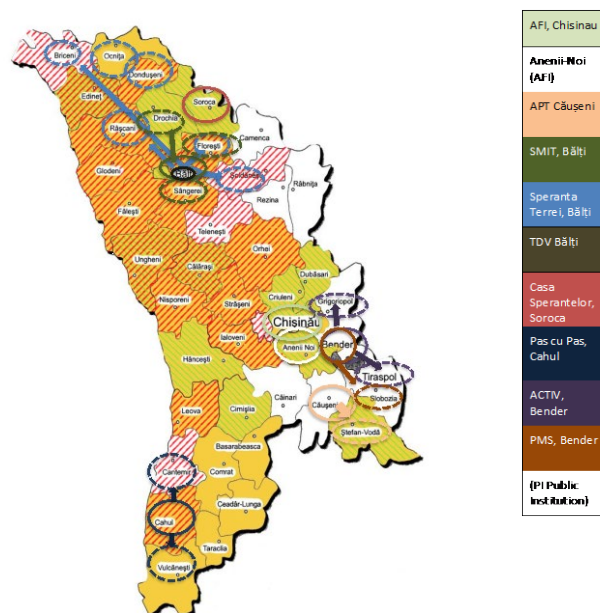 Briceni
Ocnița
Dondușeni
Edineț
Soroca
Drochia
Râșcani
Florești
Camenca
Bălți
Șoldănești
Glodeni
Sângerei
Rezina
Râbnița
Fălești
Telenești
Ungheni
Orhei
Călărași
Dubăsari
Nisporeni
Strășeni
Criuleni
Grigoriopol
Chișinău
Ialoveni
Anenii Noi
Bender
Hâncești
Tiraspol
Căinari
Căușeni
Slobozia
Leova
Cimișlia
Ștefan-Vodă
Basarabeasca
Cantemir
Comrat
Ceadâr-Lunga
Cahul
Taraclia
Vulcănești
AFI, Chisinau
Anenii-Noi
(AFI)
APT Căușeni
SMIT, Bălți
Speranta
Terrei, Bălți
TDV Bălți
Casa
Sperantelor,
Soroca
Pas cu Pas,
Cahul
ACTIV,
Bender
PMS, Bender
(PI Public
Institution)